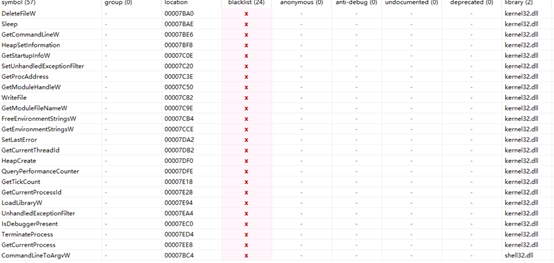 symbol (57) group (0) location blacklist (24) anonymous (0) anti-debug (0) undocumented (0) deprecated (0) library (2)
DeleteFileW - 00007BA0 x - - - - kernel32.dll
Sleep - 00007BAE x - - - - kernel32.dll
GetCommandLineW - 00007BE6 x - - - - kernel32.dll
HeapSetInformation - 00007BF8 x - - - - kernel32.dll
GetStartupInfoW - 00007C0E x - - - - kernel32.dll
SetUnhandledExceptionFilter - 00007C20 x - - - - kernel32.dll
GetProcAddress - 00007C3E x - - - - kernel32.dll
GetModuleHandleW - 00007C50 x - - - - kernel32.dll
WriteFile - 00007C82 x - - - - kernel32.dll
GetModuleFileNameW - 00007C9E x - - - - kernel32.dll
FreeEnvironmentStringsW - 00007CB4 x - - - - kernel32.dll
GetEnvironmentStringsW - 00007CCE x - - - - kernel32.dll
SetLastError - 00007DA2 x - - - - kernel32.dll
GetCurrentThreadId - 00007DB2 x - - - - kernel32.dll
HeapCreate - 00007DF0 x - - - - kernel32.dll
QueryPerformanceCounter - 00007DFE x - - - - kernel32.dll
GetTickCount - 00007E18 x - - - - kernel32.dll
GetCurrentProcessId - 00007E28 x - - - - kernel32.dll
LoadLibraryW - 00007E94 x - - - - kernel32.dll
UnhandledExceptionFilter - 00007EA4 x - - - - kernel32.dll
IsDebuggerPresent - 00007EC0 x - - - - kernel32.dll
TerminateProcess - 00007ED4 x - - - - kernel32.dll
GetCurrentProcess - 00007EE8 x - - - - kernel32.dll
CommandLineToArgvW - 00007BC4 x - - - - shell32.dll